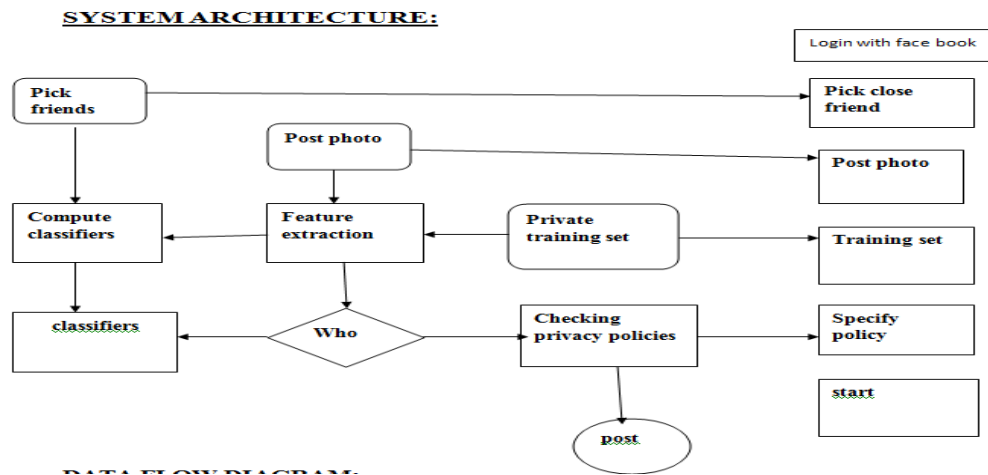 SYSTEM ARCHITECTURE:
Login with face book
Pick
friends
Pick close
friend
Post photo
Post photo
Compute
classifiers
Feature
extraction
Private
training set
Training set
classifiers
Who
Checking
privacy policies
Specify
policy
start
post
DATA FLOW DIAGRAM: